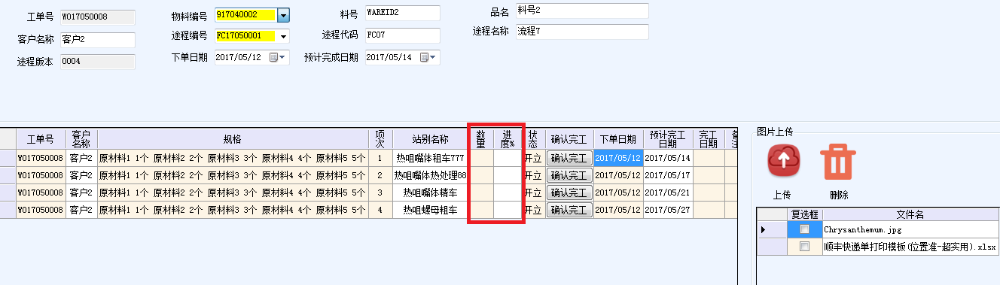 工单号 WO17050008 物料编号 917040002 料号 WAREID2 品名 料号2
客户名称 客户2 途程编号 FC17050001 途程代码 FC07 途程名称 流程7
途程版本 0004 下单日期 2017/05/12 预计完成日期 2017/05/14
工单号 客户名称 规格 项次 站别名称 数量 进度% 状态 确认完工 下单日期 预计完工日期 完工日期 备注
WO17050008 客户2 原材料1 1个 原材料2 2个 原材料3 3个 原材料4 4个 原材料5 5个 1 热咀嘴体租车777 开立 确认完工 2017/05/12 2017/05/14
WO17050008 客户2 原材料1 1个 原材料2 2个 原材料3 3个 原材料4 4个 原材料5 5个 2 热咀嘴体热处理88 开立 确认完工 2017/05/12 2017/05/17
WO17050008 客户2 原材料1 1个 原材料2 2个 原材料3 3个 原材料4 4个 原材料5 5个 3 热咀嘴体精车 开立 确认完工 2017/05/12 2017/05/21
WO17050008 客户2 原材料1 1个 原材料2 2个 原材料3 3个 原材料4 4个 原材料5 5个 4 热咀螺母粗车 开立 确认完工 2017/05/12 2017/05/27
图片上传
上传 删除
复选框 文件名
Chrysanthemum.jpg
顺丰快递单打印模板(位置准-超实用).xlsx